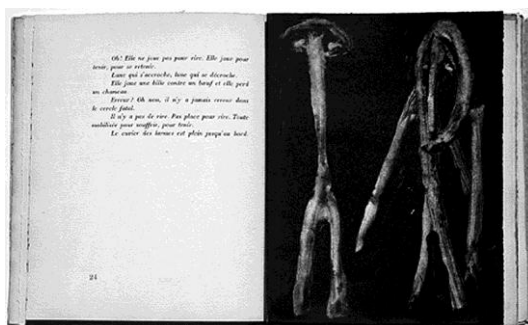 Oh! Elle ne joue pas pour rire. Elle joue pour
tenir, pour se retenir.
Lune qui s'accroche, lune qui se décroche.
Elle joue une bille contre un bœuf et elle perd
un chameau.
Erreur? Oh non, il n'y a jamais erreur dans
le cercle fatal.
Il n'y a pas de rire. Pas place pour rire. Toute
mobilisée pour souffrir, pour tenir.
Le cuvier des larmes est plein jusqu'au bord.
24